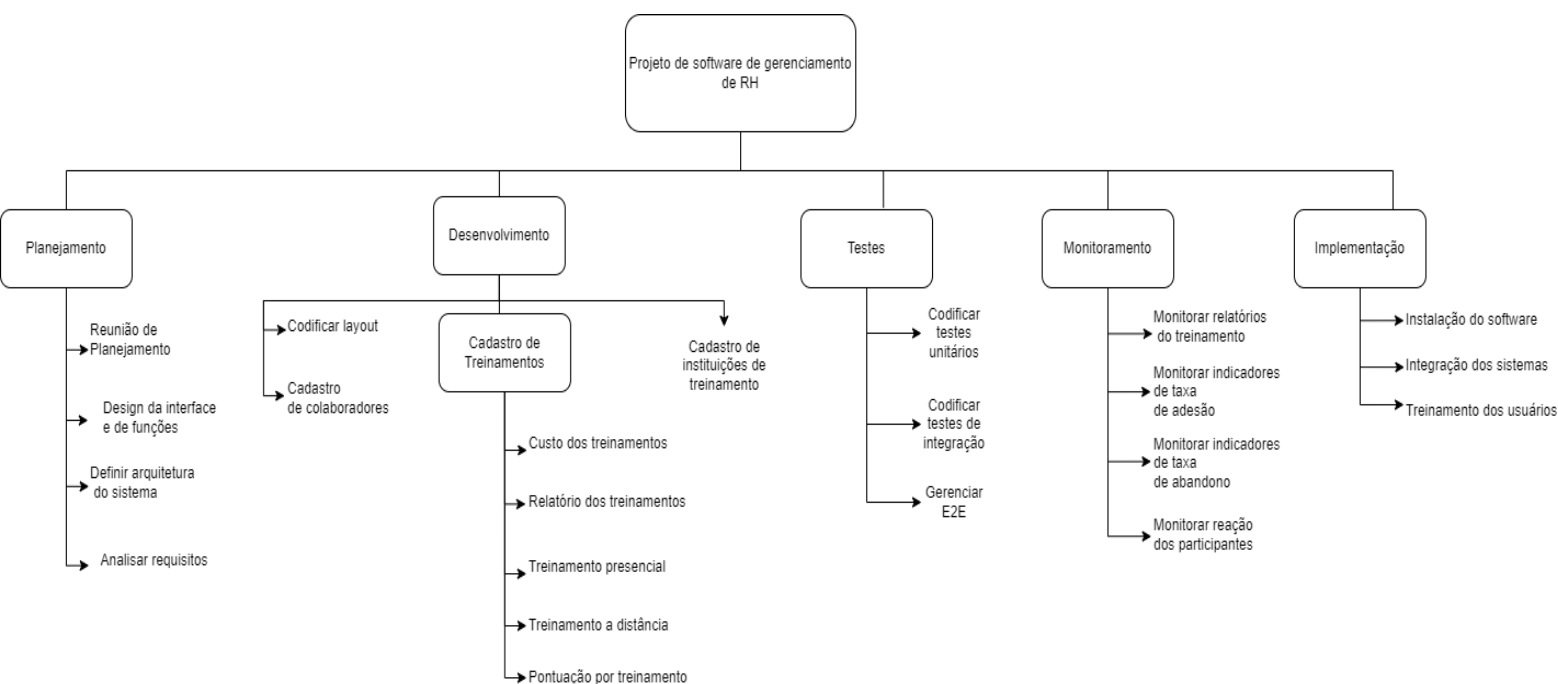 Projeto de software de gerenciamento
de RH
Planejamento
Reunião de
Planejamento
Design da interface
e de funções
Definir arquitetura
do sistema
Analisar requisitos
Desenvolvimento
Codificar layout
Cadastro
de colaboradores
Cadastro de
Treinamentos
Custo dos treinamentos
Relatório dos treinamentos
Treinamento presencial
Treinamento a distância
Pontuação por treinamento
Cadastro de
instituições de
treinamento
Testes
Codificar
testes
unitários
Codificar
testes de
integração
Gerenciar
E2E
Monitoramento
Monitorar relatórios
do treinamento
Monitorar indicadores
de taxa
de adesão
Monitorar indicadores
de taxa
de abandono
Monitorar reação
dos participantes
Implementação
Instalação do software
Integração dos sistemas
Treinamento dos usuários